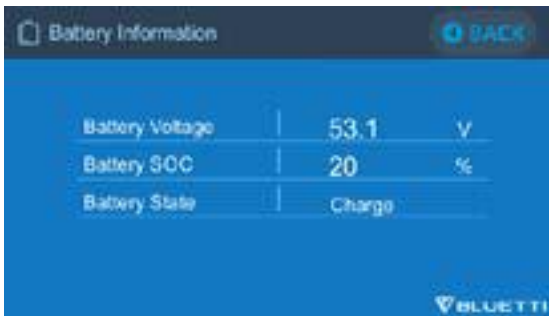 Battery Information
BACK
Battery Voltage 53.1 V
Battery SOC 20 %
Battery State Charge
BLUETTI